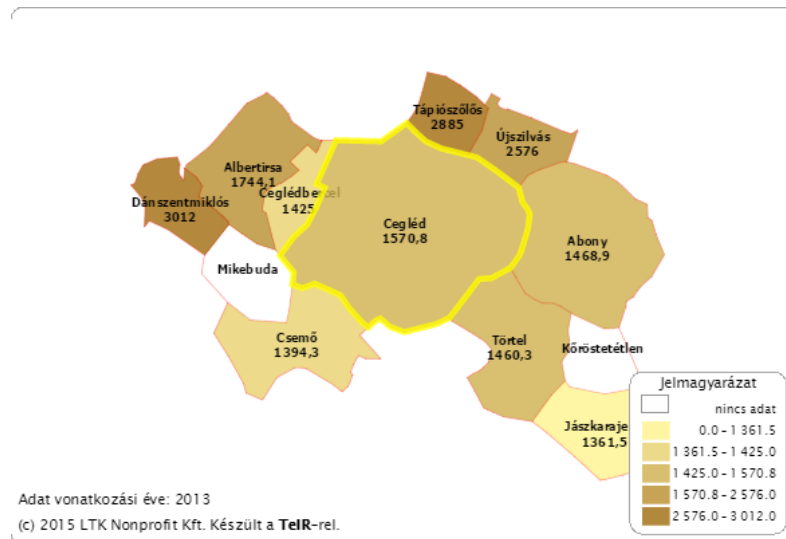 Tápiószőlős
2885
Újszilvás
2576
Albertirsa
1744,1
Ceglédbercel
1425
Dánszentmiklós
3012
Cegléd
1570,8
Abony
1468,9
Mikebuda
Csemő
1394,3
Törtel
1460,3
Kőröstetétlen
Jászkaraje
1361,5
Jelmagyarázat
nincs adat
0.0 - 1 361.5
1 361.5 - 1 425.0
1 425.0 - 1 570.8
1 570.8 - 2 576.0
2 576.0 - 3 012.0
Adat vonatkozási éve: 2013
(c) 2015 LTK Nonprofit Kft. Készült a TeIR-rel.